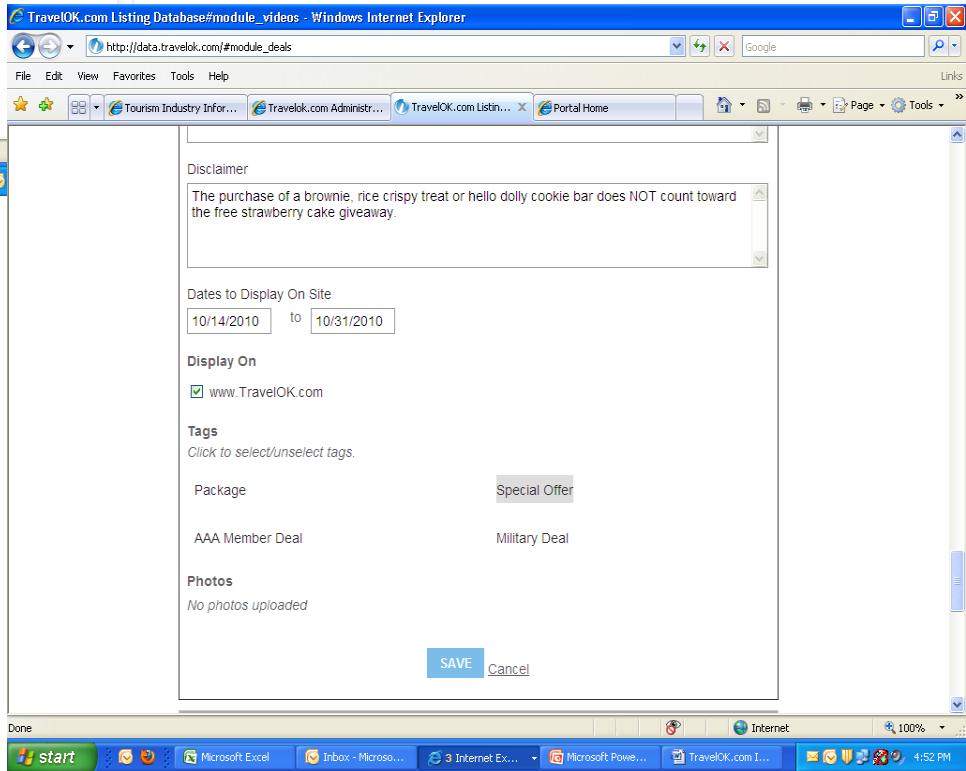 TravelOK.com Listing Database#module_videos - Windows Internet Explorer
http://data.travelok.com/#module_deals
Google
File Edit View Favorites Tools Help
Links
Tourism Industry Infor... Travelok.com Administr... TravelOK.com Listin... X Portal Home
Page Tools »
Disclaimer
The purchase of a brownie, rice crispy treat or hello dolly cookie bar does NOT count toward
the free strawberry cake giveaway.
Dates to Display On Site
10/14/2010 to 10/31/2010
Display On
www.TravelOK.com
Tags
Click to select/unselect tags.
Package Special Offer
AAA Member Deal Military Deal
Photos
No photos uploaded
SAVE Cancel
Done Internet 100%
start Microsoft Excel Inbox - Microso... 3 Internet Ex... Microsoft Powe... TravelOK.com I... 4:52 PM